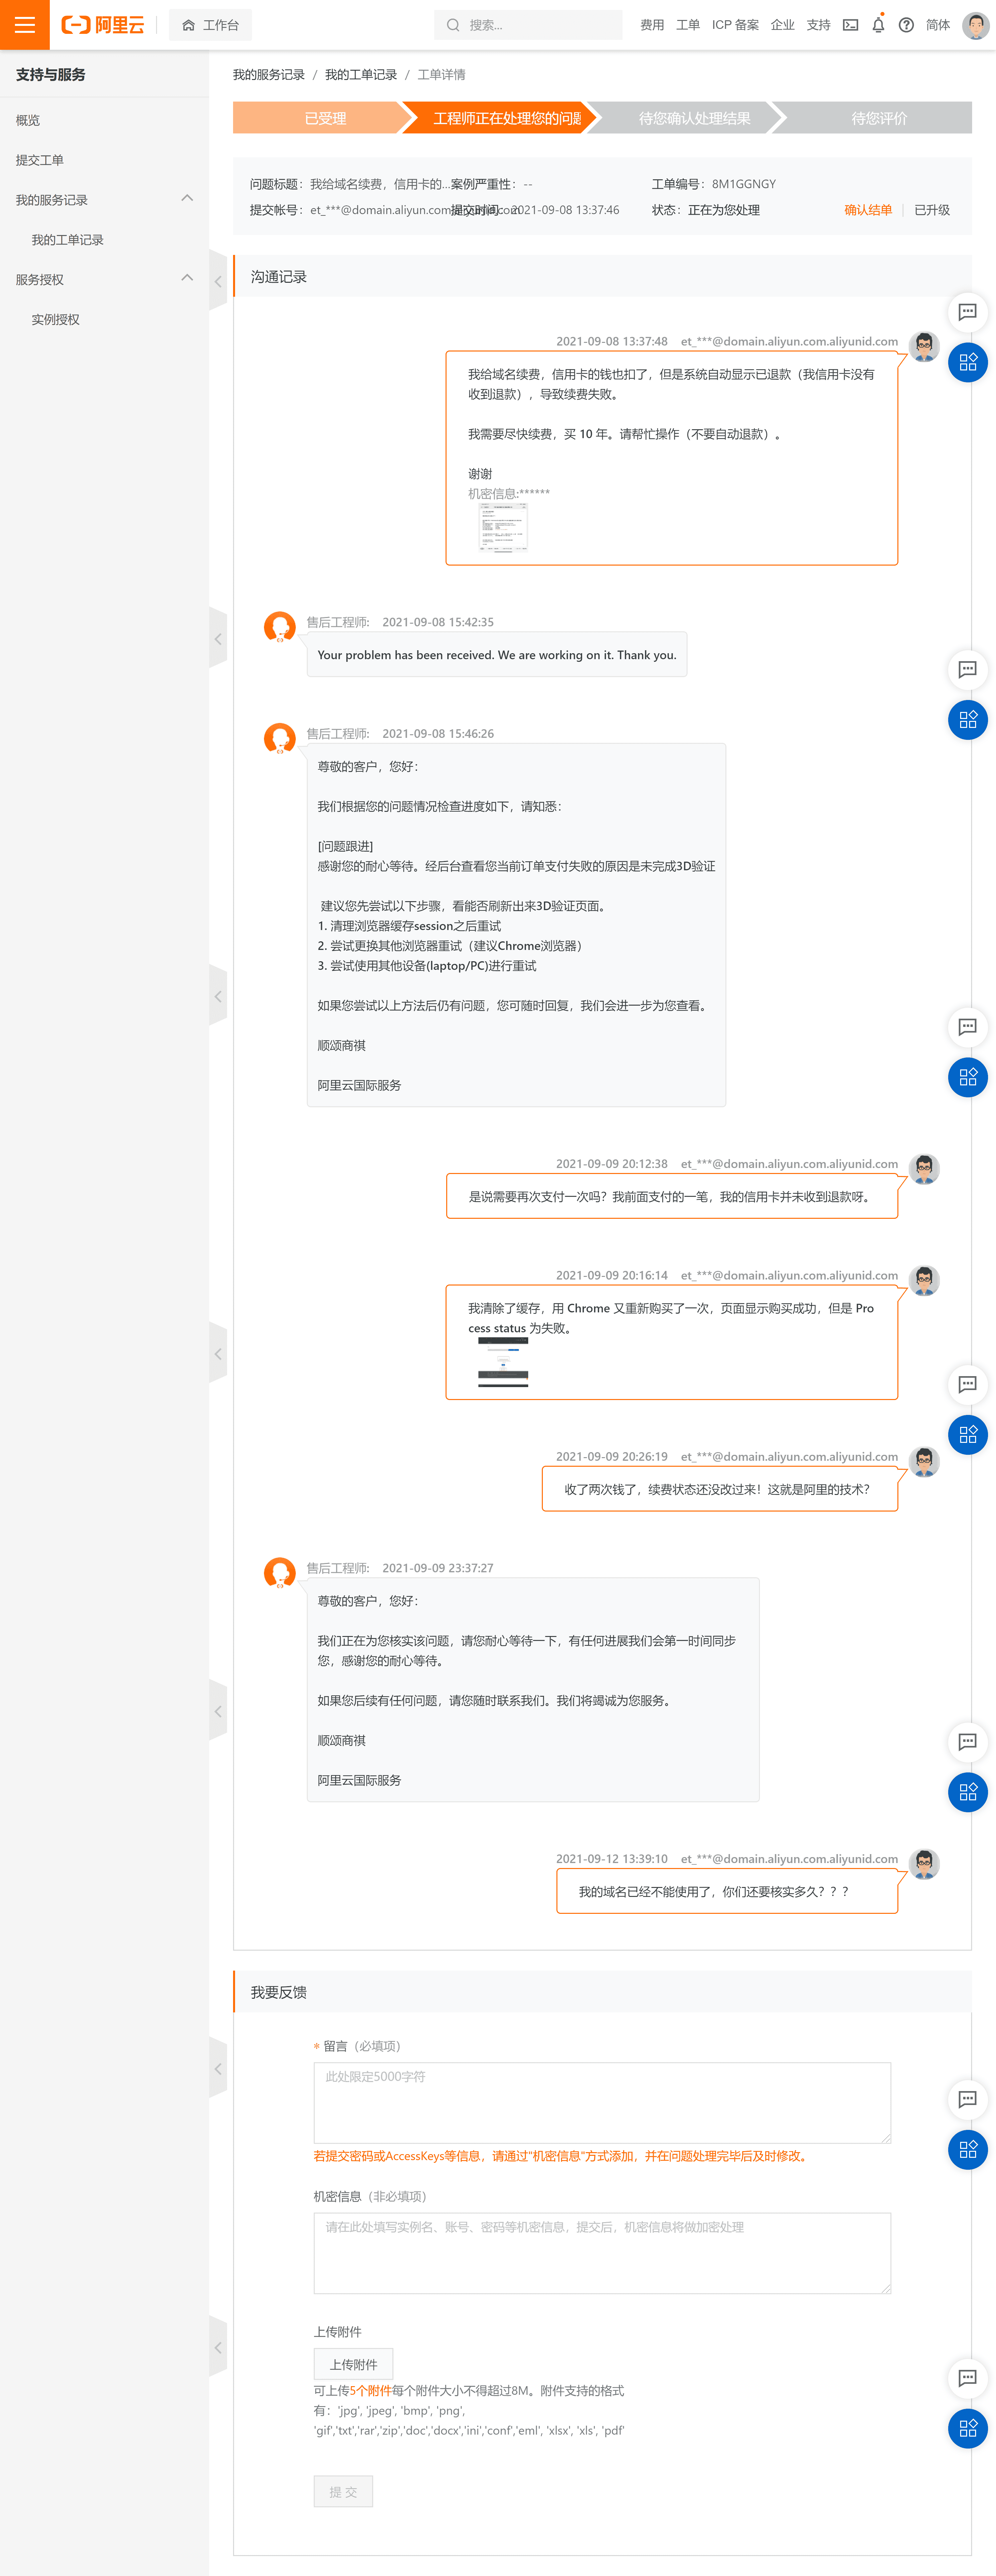 阿里云
工作台
搜索...
费用 工单 ICP 备案 企业 支持 简体
支持与服务
概览
提交工单
我的服务记录
我的工单记录
服务授权
实例授权
我的服务记录 / 我的工单记录 / 工单详情
已受理
工程师正在处理您的问题
待您确认处理结果
待您评价
问题标题：我给域名续费，信用卡的...
案例严重性：--
工单编号：8M1GGNGY
提交帐号：et_***@domain.aliyun.com.aliyunid.com
提交时间：2021-09-08 13:37:46
状态：正在为您处理
确认结单 | 已升级
沟通记录
2021-09-08 13:37:48 et_***@domain.aliyun.com.aliyunid.com
我给域名续费，信用卡的钱也扣了，但是系统自动显示已退款（我信用卡没有
收到退款），导致续费失败。
我需要尽快续费，买 10 年。请帮忙操作（不要自动退款）。
谢谢
机密信息:******
售后工程师: 2021-09-08 15:42:35
Your problem has been received. We are working on it. Thank you.
售后工程师: 2021-09-08 15:46:26
尊敬的客户，您好：
我们根据您的问题情况检查进度如下，请知悉：
[问题跟进]
感谢您的耐心等待。经后台查看您当前订单支付失败的原因是未完成3D验证
建议您先尝试以下步骤，看能否刷新出来3D验证页面。
1. 清理浏览器缓存session之后重试
2. 尝试更换其他浏览器重试（建议Chrome浏览器）
3. 尝试使用其他设备(laptop/PC)进行重试
如果您尝试以上方法后仍有问题，您可随时回复，我们会进一步为您查看。
顺颂商祺
阿里云国际服务
2021-09-09 20:12:38 et_***@domain.aliyun.com.aliyunid.com
是说需要再次支付一次吗？我前面支付的一笔，我的信用卡并未收到退款呀。
2021-09-09 20:16:14 et_***@domain.aliyun.com.aliyunid.com
我清除了缓存，用 Chrome 又重新购买了一次，页面显示购买成功，但是 Pro
cess status 为失败。
2021-09-09 20:26:19 et_***@domain.aliyun.com.aliyunid.com
收了两次钱了，续费状态还没改过来！这就是阿里的技术？
售后工程师: 2021-09-09 23:37:27
尊敬的客户，您好：
我们正在为您核实该问题，请您耐心等待一下，有任何进展我们会第一时间同步
您，感谢您的耐心等待。
如果您后续有任何问题，请您随时联系我们。我们将竭诚为您服务。
顺颂商祺
阿里云国际服务
2021-09-12 13:39:10 et_***@domain.aliyun.com.aliyunid.com
我的域名已经不能使用了，你们还要核实多久？？？
我要反馈
* 留言（必填项）
此处限定5000字符
若提交密码或AccessKeys等信息，请通过"机密信息"方式添加，并在问题处理完毕后及时修改。
机密信息（非必填项）
请在此处填写实例名、账号、密码等机密信息，提交后，机密信息将做加密处理
上传附件
上传附件
可上传5个附件每个附件大小不得超过8M。附件支持的格式
有：'jpg', 'jpeg', 'bmp', 'png',
'gif','txt','rar','zip','doc','docx','ini','conf','eml', 'xlsx', 'xls', 'pdf'
提 交